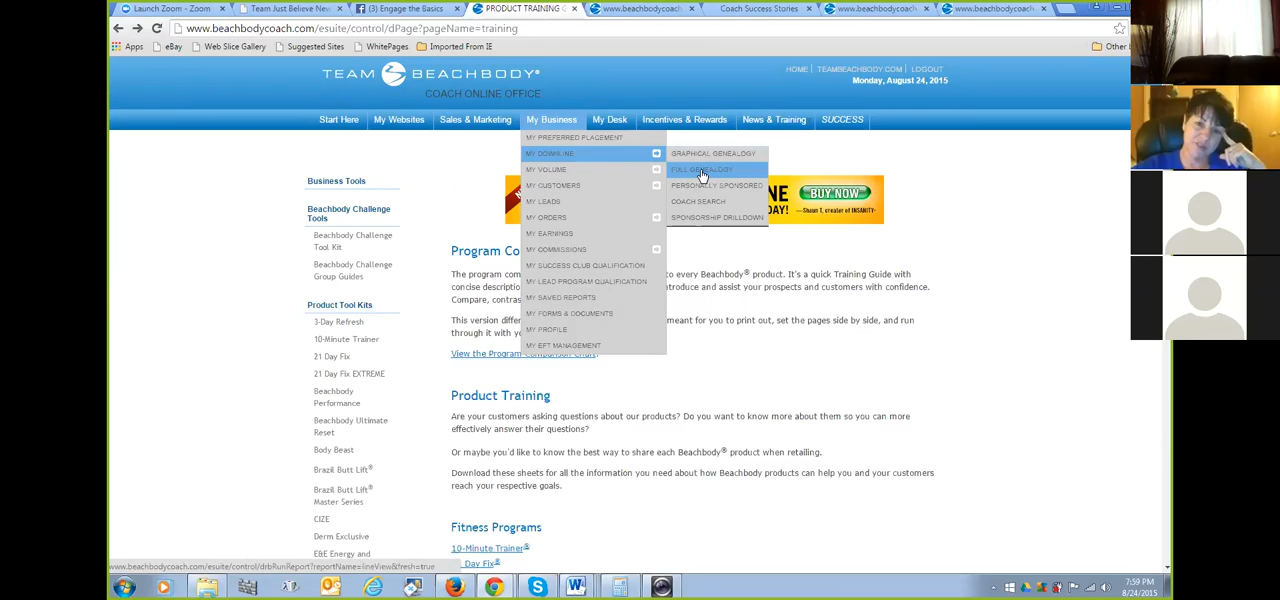 Launch Zoom - Zoom
Team Just Believe New
(3) Engage the Basics
PRODUCT TRAINING
www.beachbodycoach
Coach Success Stories
www.beachbodycoach
www.beachbodycoach
www.beachbodycoach.com/esuite/control/dPage?pageName=training
Apps
eBay
Web Slice Gallery
Suggested Sites
WhitePages
Imported From IE
Other
TEAM BEACHBODY®
COACH ONLINE OFFICE
HOME | TEAMBEACHBODY.COM | LOGOUT
Monday, August 24, 2015
Start Here
My Websites
Sales & Marketing
My Business
My Desk
Incentives & Rewards
News & Training
SUCCESS
MY PREFERRED PLACEMENT
MY DOWNLINE
MY VOLUME
MY CUSTOMERS
MY LEADS
MY ORDERS
MY EARNINGS
MY COMMISSIONS
MY SUCCESS CLUB QUALIFICATION
MY LEAD PROGRAM QUALIFICATION
MY SAVED REPORTS
MY FORMS & DOCUMENTS
MY PROFILE
MY EFT MANAGEMENT
GRAPHICAL GENEALOGY
FULL GENEALOGY
PERSONALLY SPONSORED
COACH SEARCH
SPONSORSHIP DRILLDOWN
Business Tools
Beachbody Challenge
Tools
Beachbody Challenge
Tool Kit
Beachbody Challenge
Group Guides
Product Tool Kits
3-Day Refresh
10-Minute Trainer
21 Day Fix
21 Day Fix EXTREME
Beachbody
Performance
Beachbody Ultimate
Reset
Body Beast
Brazil Butt Lift®
Brazil Butt Lift®
Master Series
CIZE
Derm Exclusive
E&E Energy and
BUY NOW
—Shaun T, creator of INSANITY®
Program Co
The program com
to every Beachbody® product. It's a quick Training Guide with
concise description
introduce and assist your prospects and customers with confidence.
Compare, contras
This version differ
meant for you to print out, set the pages side by side, and run
through it with yo
View the Program Comparison Chart.
Product Training
Are your customers asking questions about our products? Do you want to know more about them so you can more
effectively answer their questions?
Or maybe you'd like to know the best way to share each Beachbody® product when retailing.
Download these sheets for all the information you need about how Beachbody products can help you and your customers
reach your respective goals.
Fitness Programs
10-Minute Trainer®
Day Fix®
www.beachbodycoach.com/esuite/control/drbRunReport?reportName=lineView&fresh=true
7:59 PM
8/24/2015